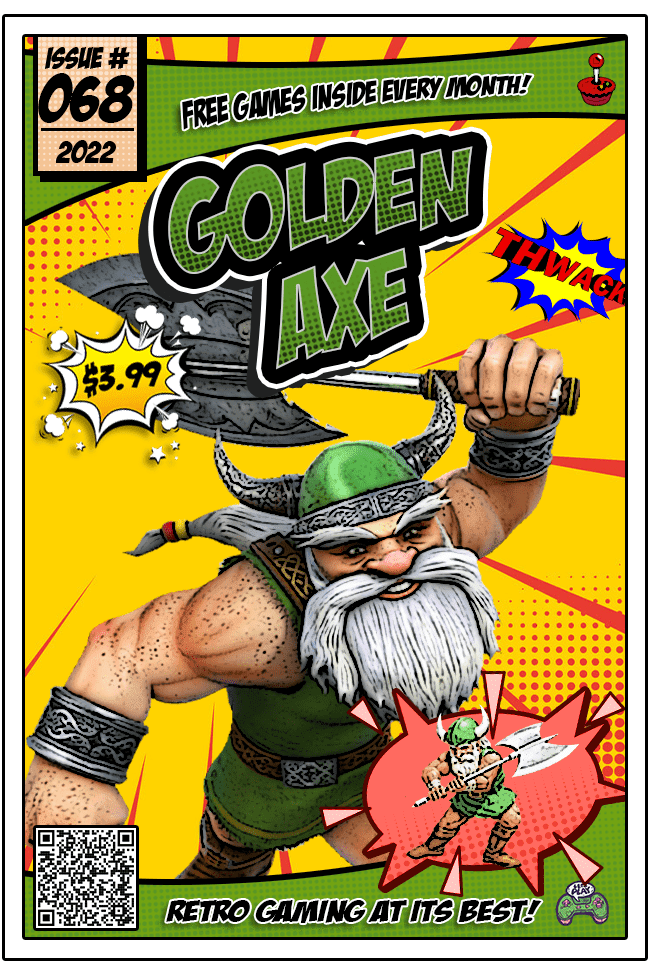 ISSUE #
068
2022
FREE GAMES INSIDE EVERY MONTH!
GOLDEN
AXE
THWACK
$3.99
RETRO GAMING AT ITS BEST!